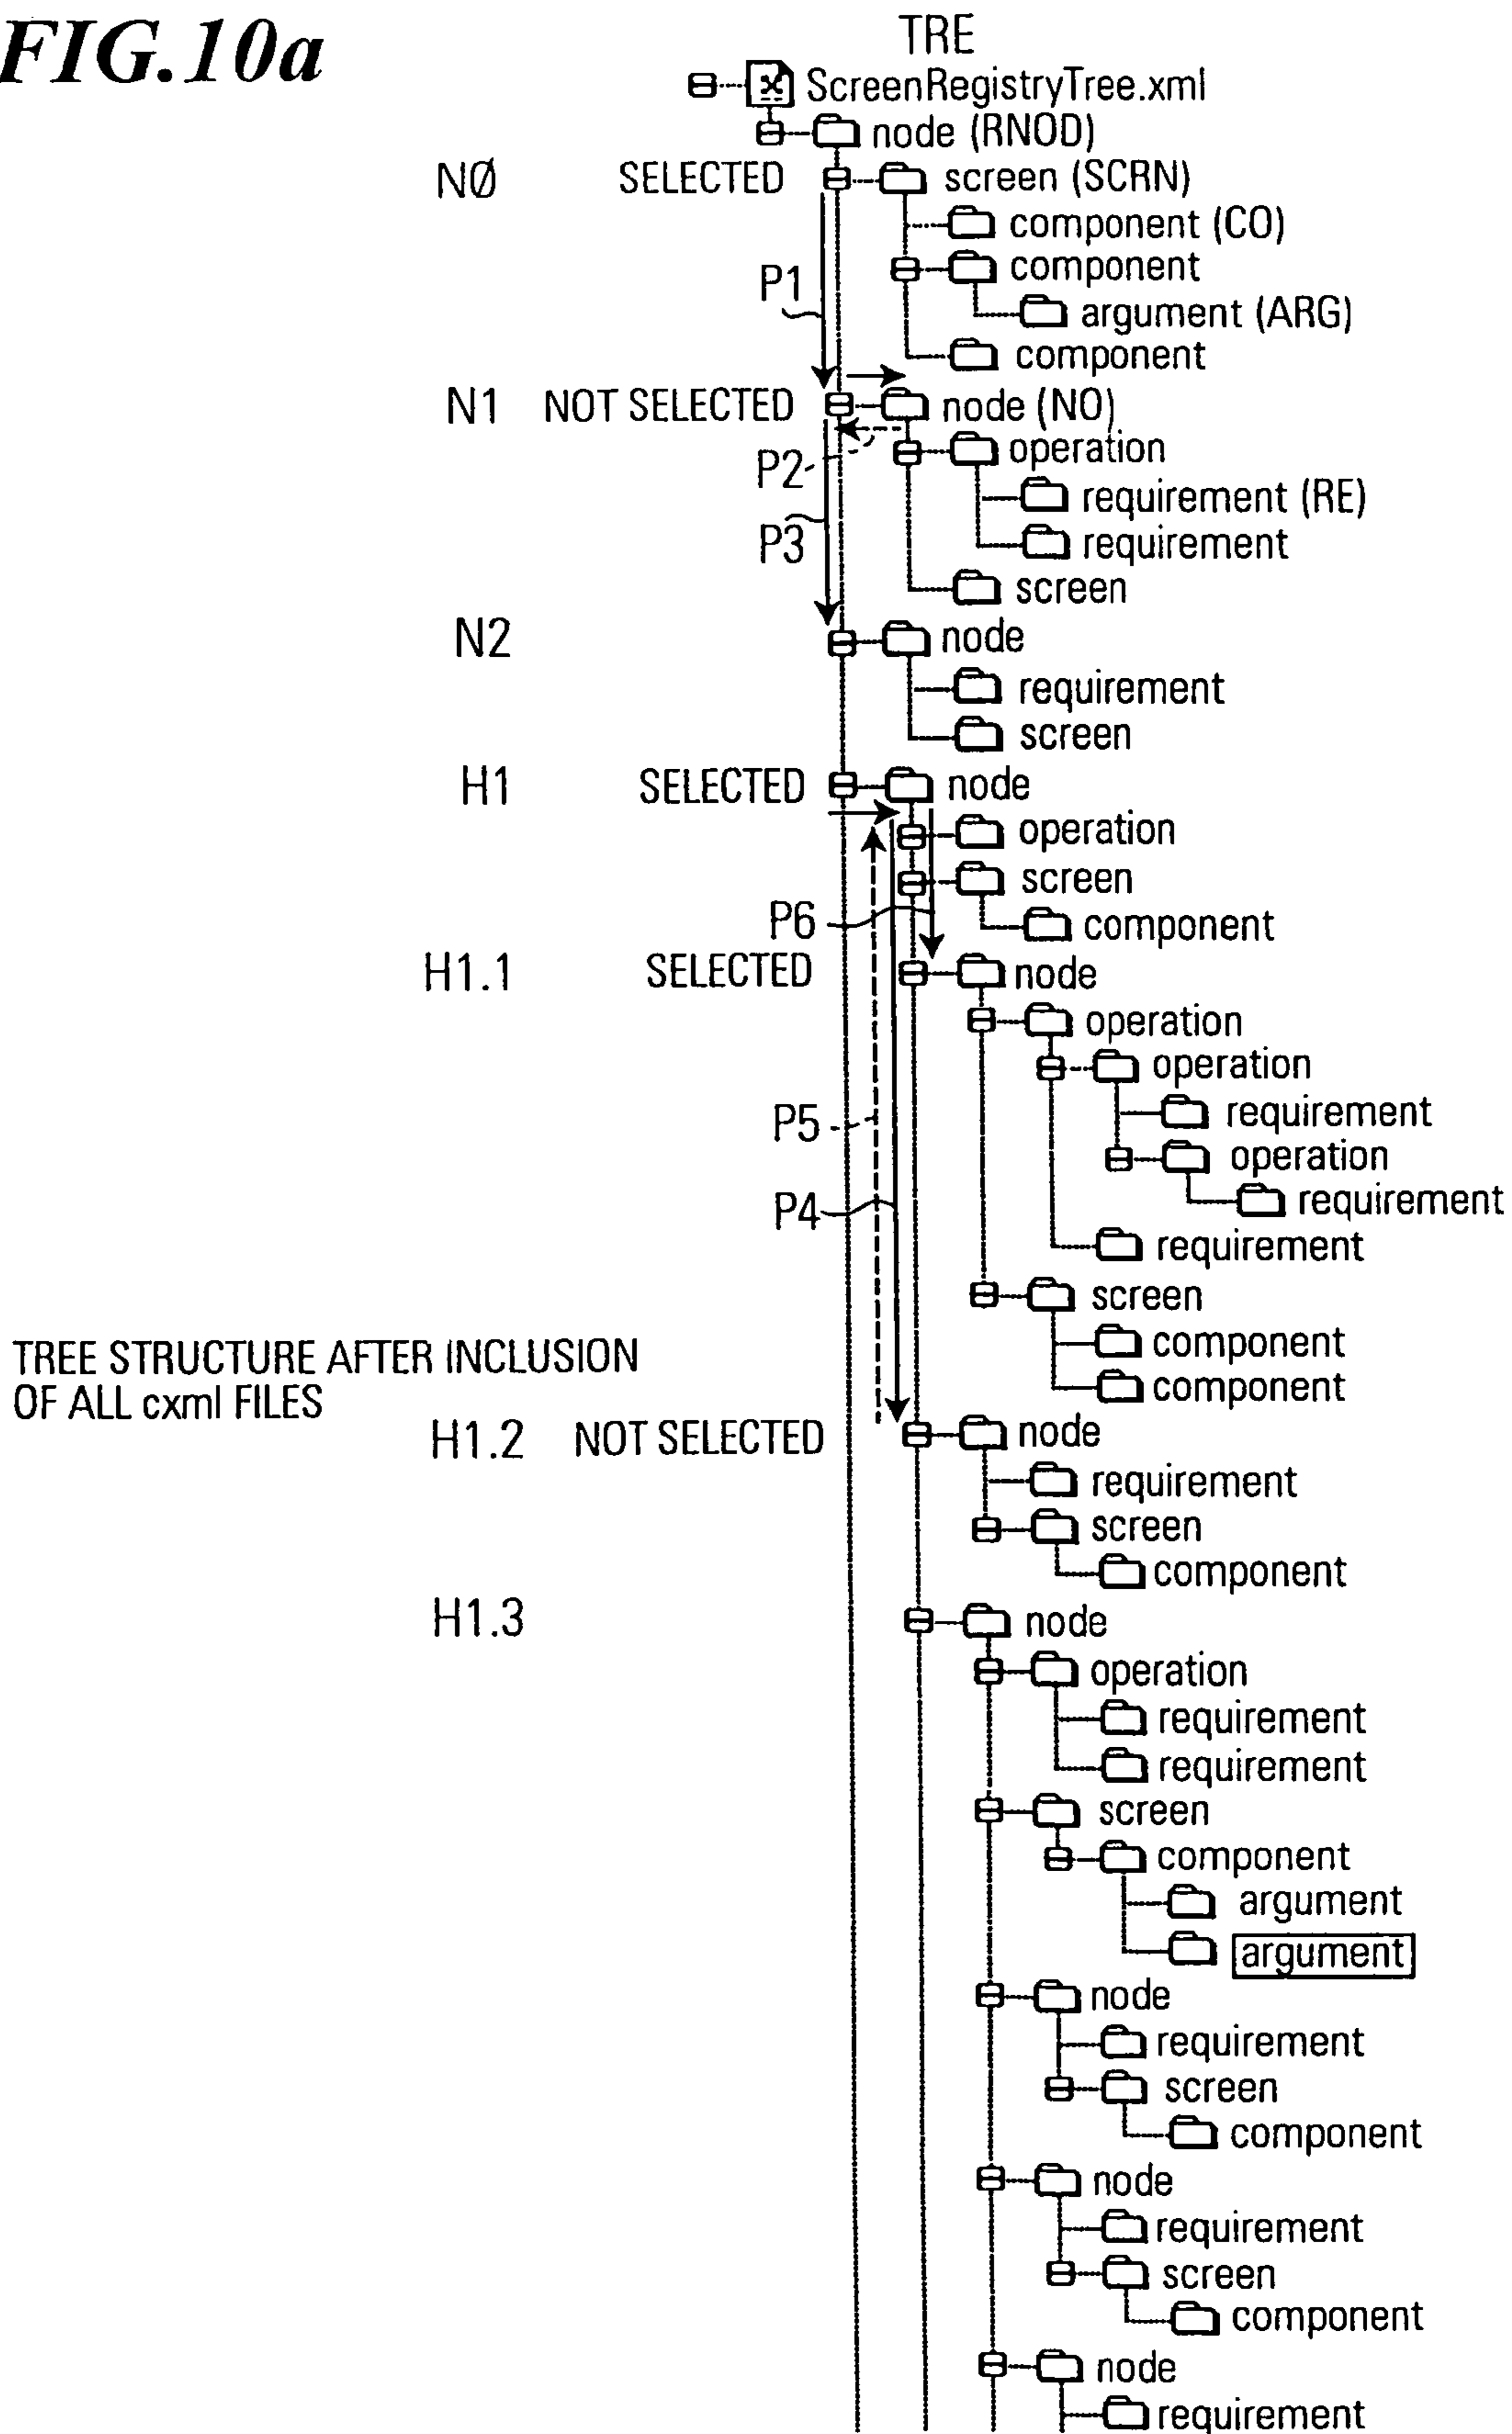 FIG.10a
TRE
ScreenRegistryTree.xml
node (RNOD)
NØ SELECTED screen (SCRN)
component (CO)
component
P1
argument (ARG)
component
N1 NOT SELECTED node (NO)
operation
P2
requirement (RE)
P3 requirement
screen
N2 node
requirement
screen
H1 SELECTED node
operation
screen
P6 component
H1.1 SELECTED node
operation
operation
P5 requirement
operation
P4 requirement
requirement
screen
TREE STRUCTURE AFTER INCLUSION component
OF ALL cxml FILES component
H1.2 NOT SELECTED node
requirement
screen
component
H1.3 node
operation
requirement
requirement
screen
component
argument
argument
node
requirement
screen
component
node
requirement
screen
component
node
requirement